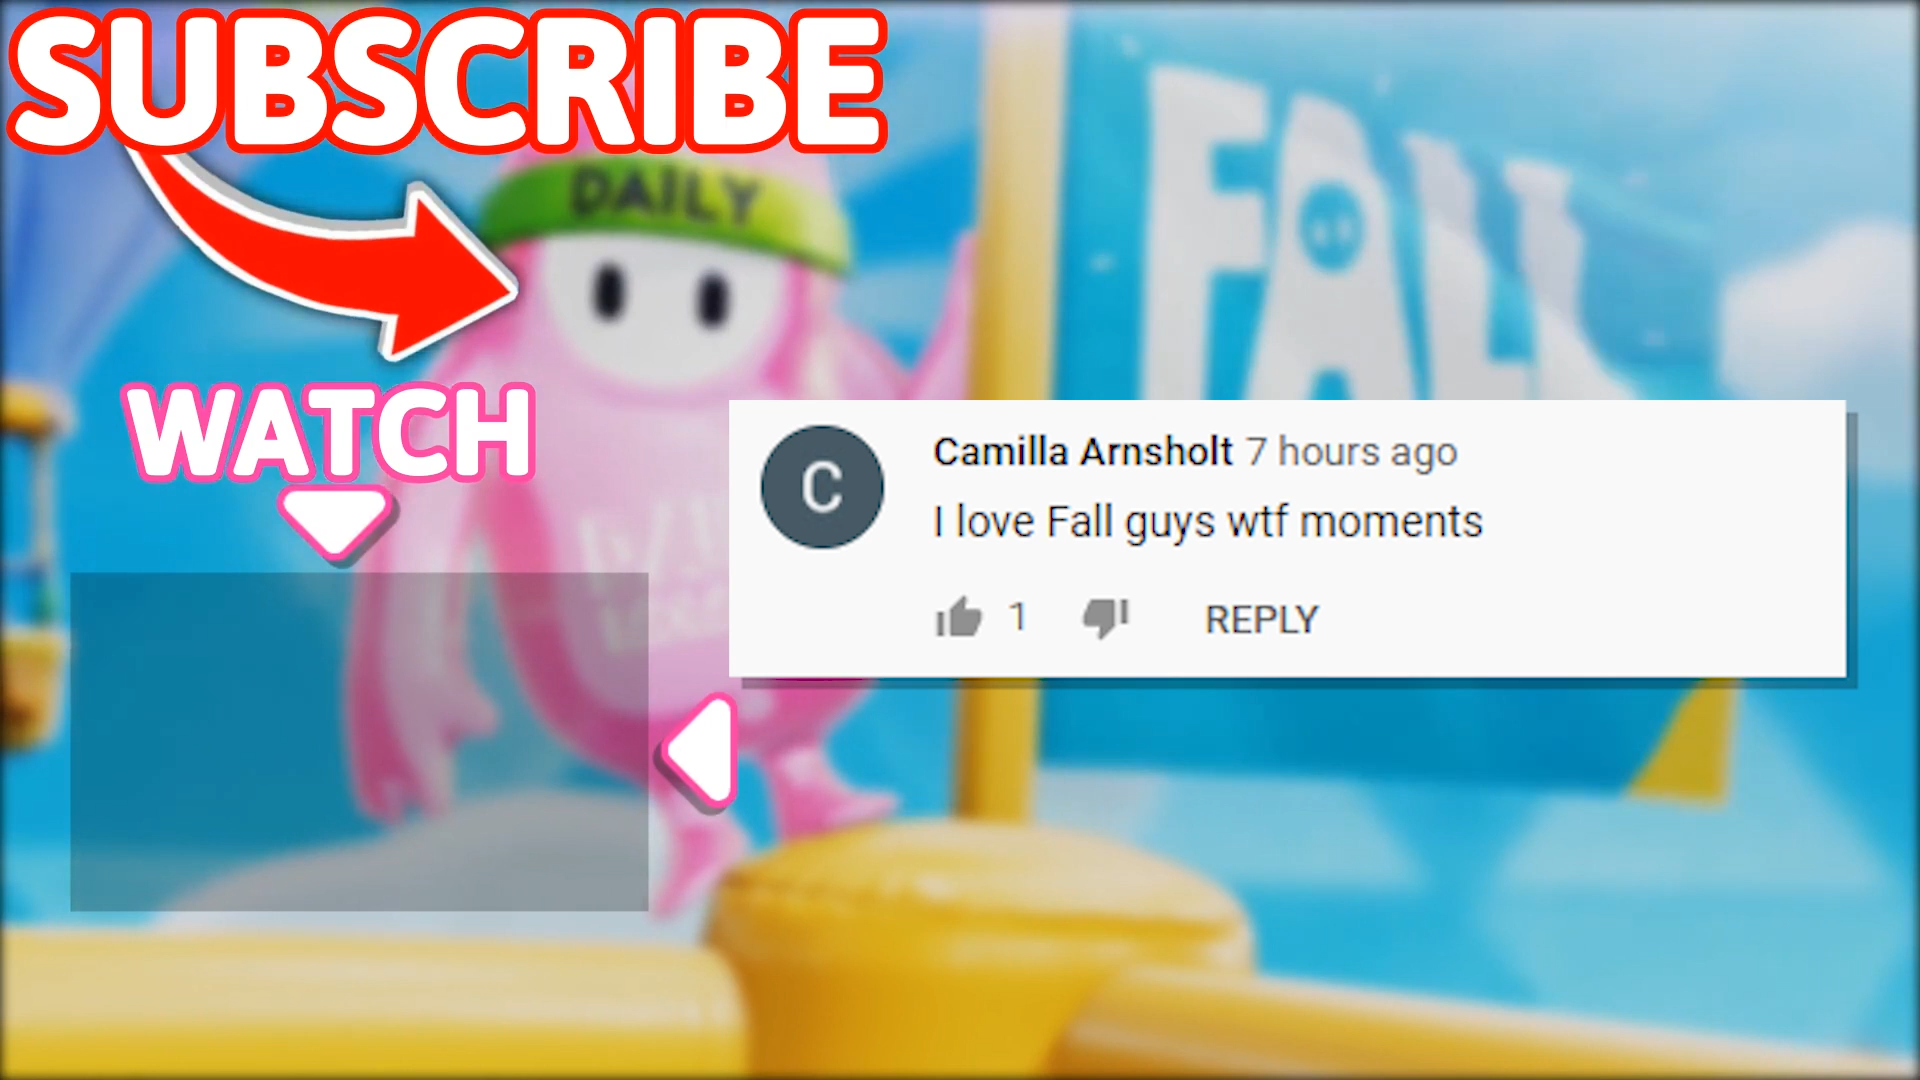 SUBSCRIBE
DAILY
FALL
WATCH
C
Camilla Arnsholt 7 hours ago
I love Fall guys wtf moments
1
REPLY